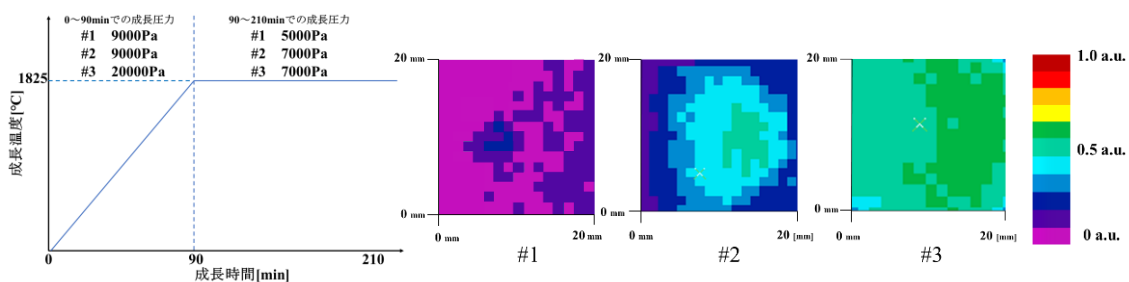 0～90minでの成長圧力
#1 9000Pa
#2 9000Pa
#3 20000Pa
90～210minでの成長圧力
#1 5000Pa
#2 7000Pa
#3 7000Pa
1825
成長温度[℃]
0
90
210
成長時間[min]
20 mm
0 mm
0 mm
20 mm
#1
20 mm
0 mm
0 mm
20 [mm]
#2
20 mm
0 mm
0 mm
20 [mm]
#3
1.0 a.u.
0.5 a.u.
0 a.u.